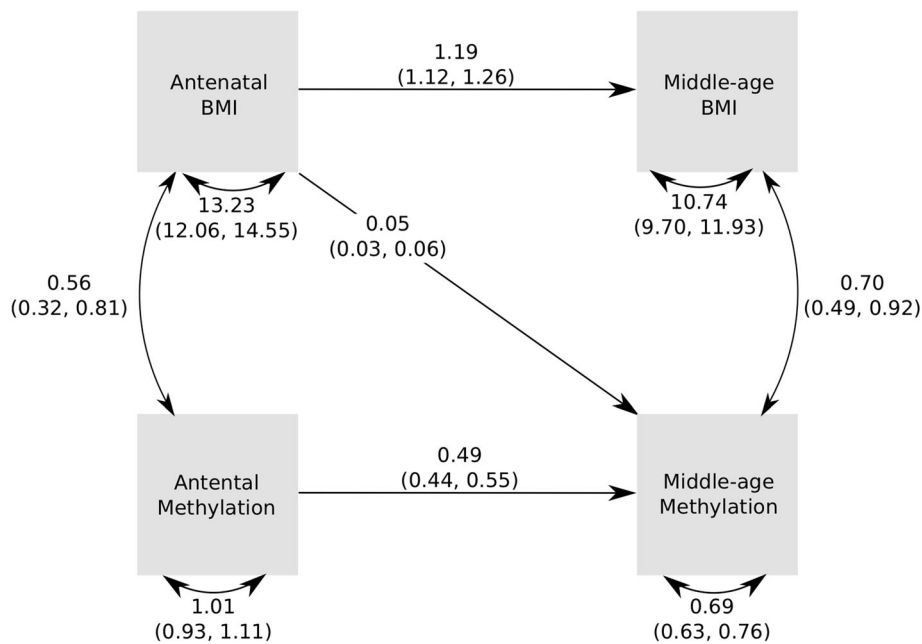 Antenatal
BMI
1.19
(1.12, 1.26)
Middle-age
BMI
13.23
(12.06, 14.55)
10.74
(9.70, 11.93)
0.05
(0.03, 0.06)
0.56
(0.32, 0.81)
0.70
(0.49, 0.92)
Antental
Methylation
0.49
(0.44, 0.55)
Middle-age
Methylation
1.01
(0.93, 1.11)
0.69
(0.63, 0.76)